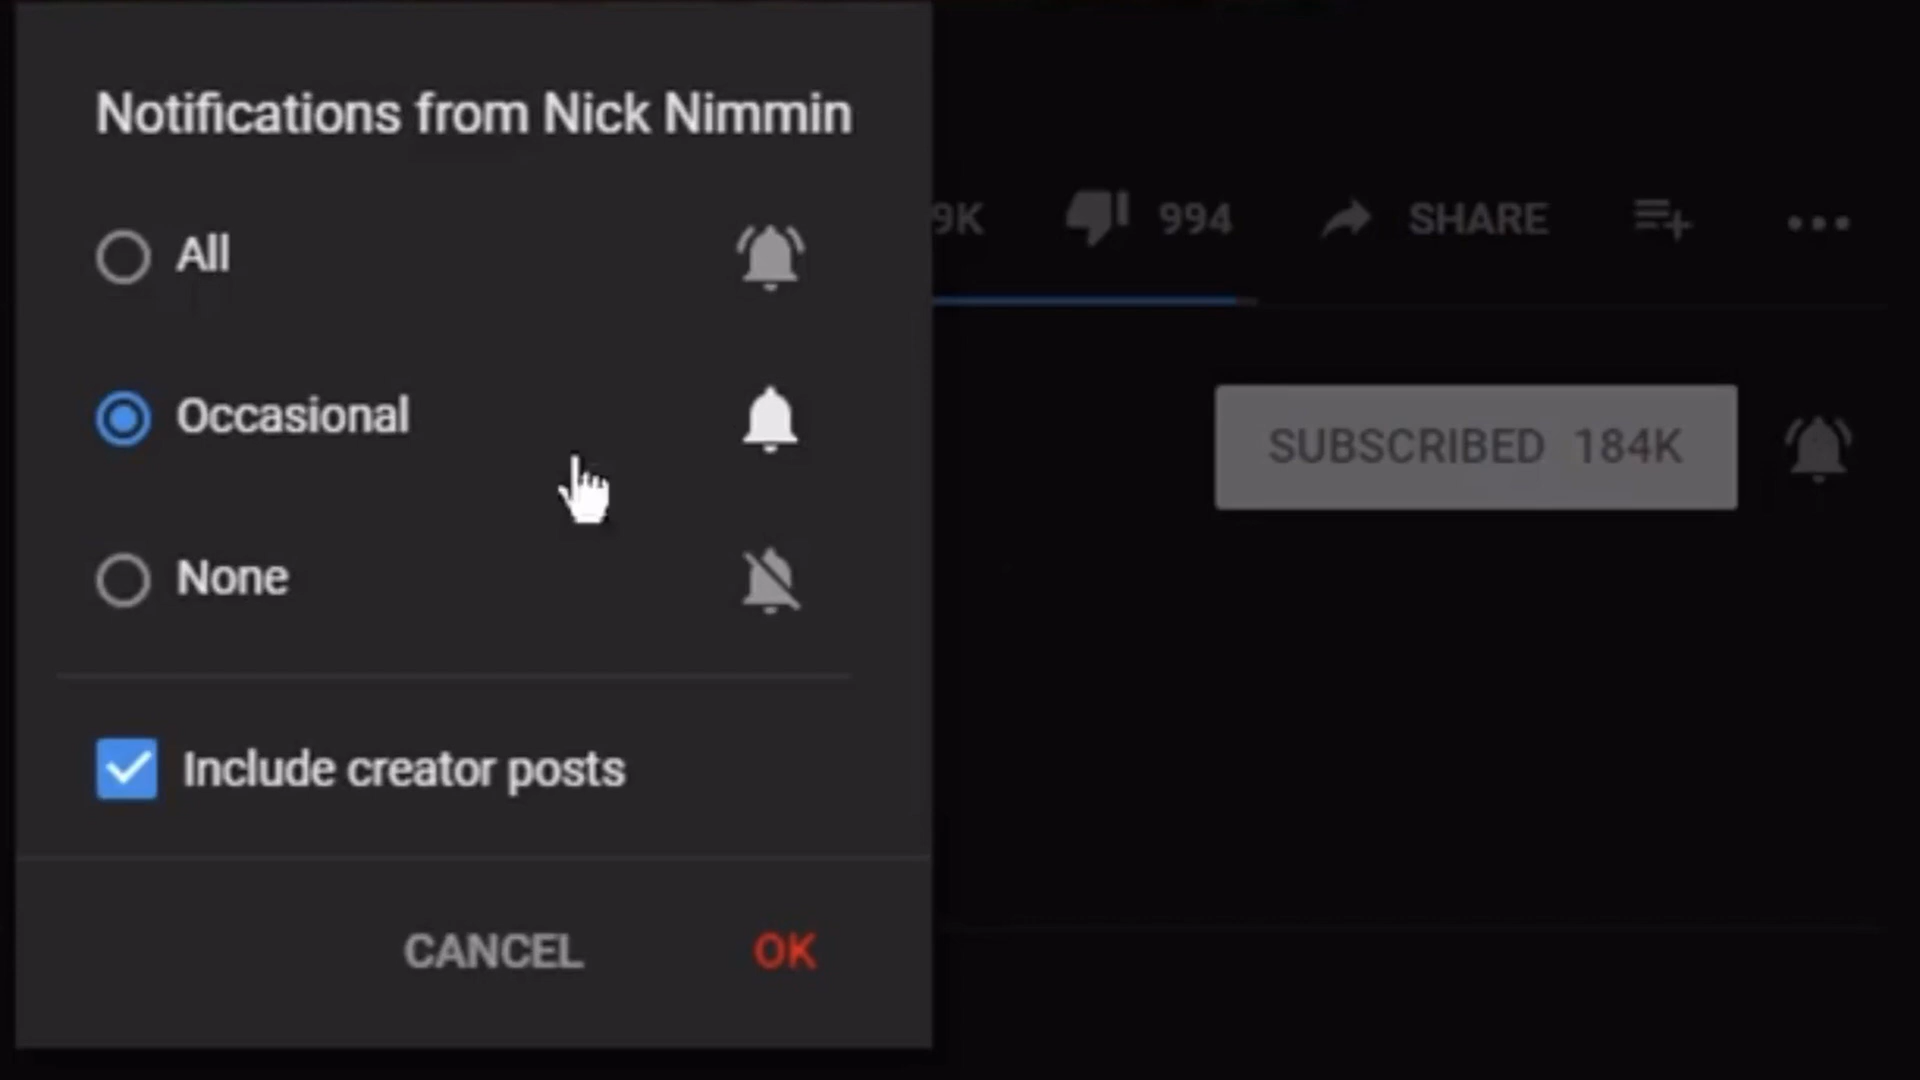 Notifications from Nick Nimmin
All
Occasional
None
Include creator posts
CANCEL OK
9K 994 SHARE
SUBSCRIBED 184K